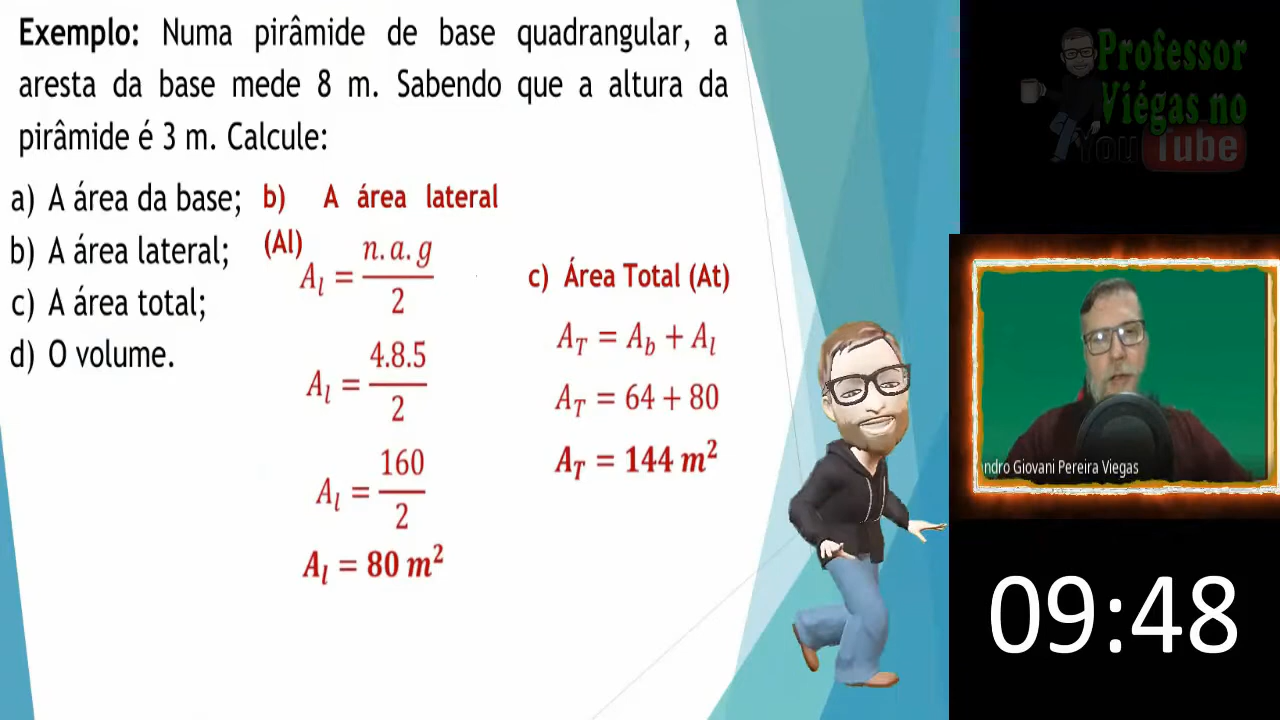 Exemplo: Numa pirâmide de base quadrangular, a
aresta da base mede 8 m. Sabendo que a altura da
pirâmide é 3 m. Calcule:
a) A área da base;
b) A área lateral;
c) A área total;
d) O volume.
b) A área lateral
(Al)
A_l = n.a.g / 2
A_l = 4.8.5 / 2
A_l = 160 / 2
A_l = 80 m²
c) Área Total (At)
A_T = A_b + A_l
A_T = 64 + 80
A_T = 144 m²
Professor
Viégas no
YouTube
ndro Giovani Pereira Viegas
09:48